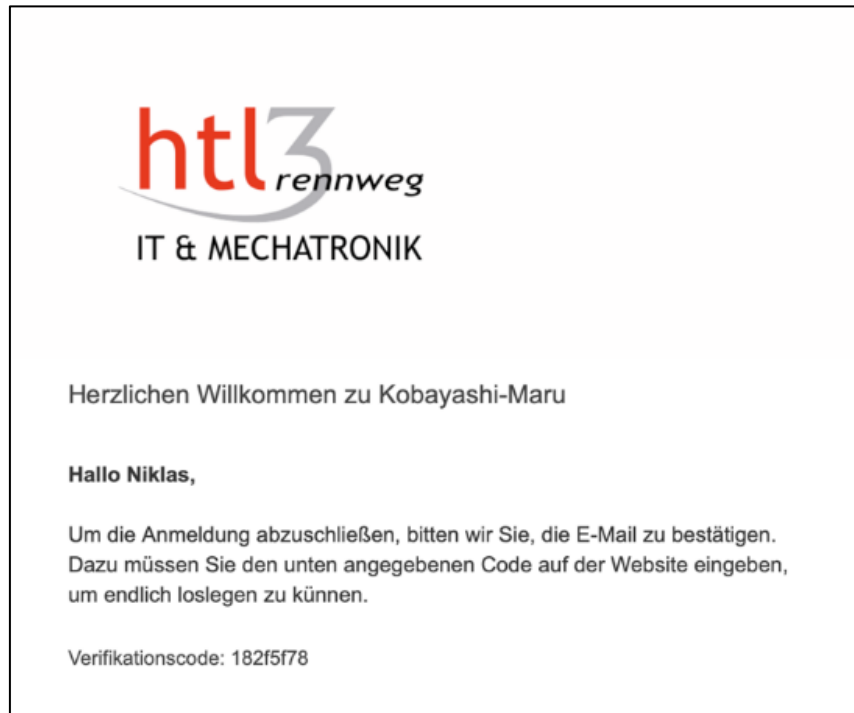 htl3
rennweg
IT & MECHATRONIK
Herzlichen Willkommen zu Kobayashi-Maru
Hallo Niklas,
Um die Anmeldung abzuschließen, bitten wir Sie, die E-Mail zu bestätigen.
Dazu müssen Sie den unten angegebenen Code auf der Website eingeben,
um endlich loslegen zu künnen.
Verifikationscode: 182f5f78